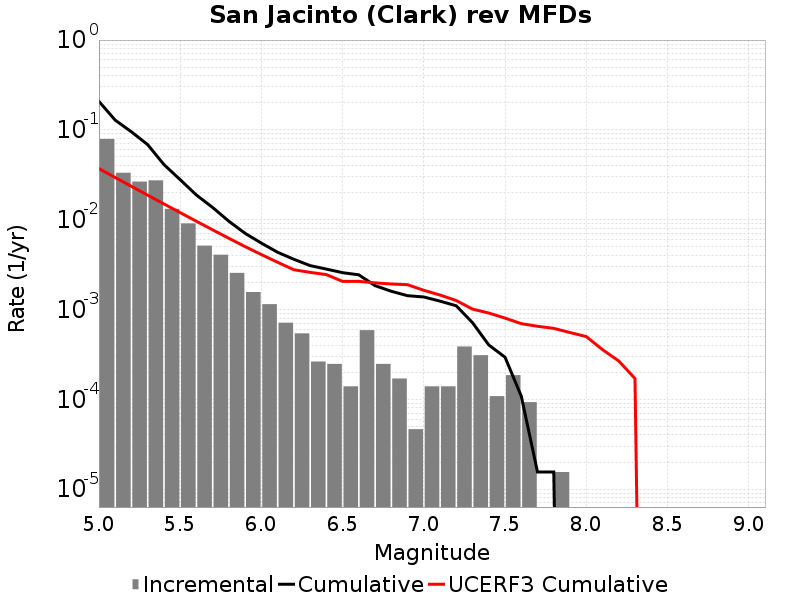 San Jacinto (Clark) rev MFDs
10^0
10^-1
10^-2
10^-3
10^-4
10^-5
Rate (1/yr)
5.0 5.5 6.0 6.5 7.0 7.5 8.0 8.5 9.0
Magnitude
Incremental Cumulative UCERF3 Cumulative